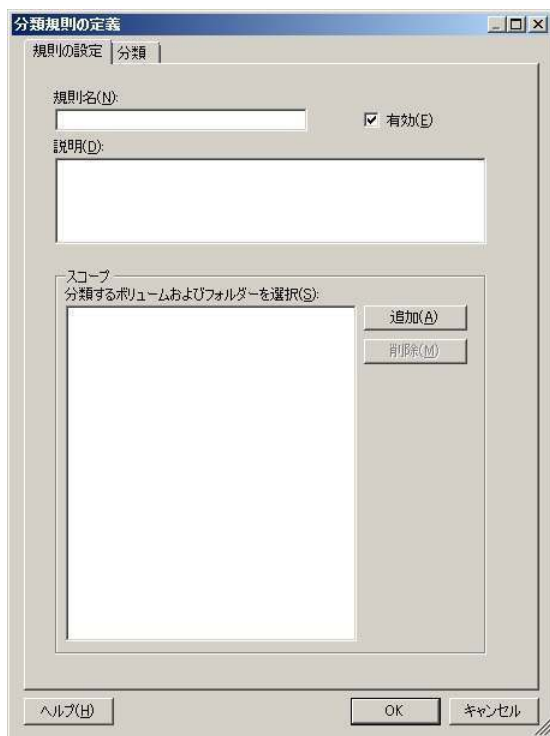 分類規則の定義
規則の設定
分類
規則名(N):
有効(E)
説明(D):
スコープ
分類するボリュームおよびフォルダーを選択(S):
追加(A)
削除(M)
ヘルプ(H)
OK
キャンセル